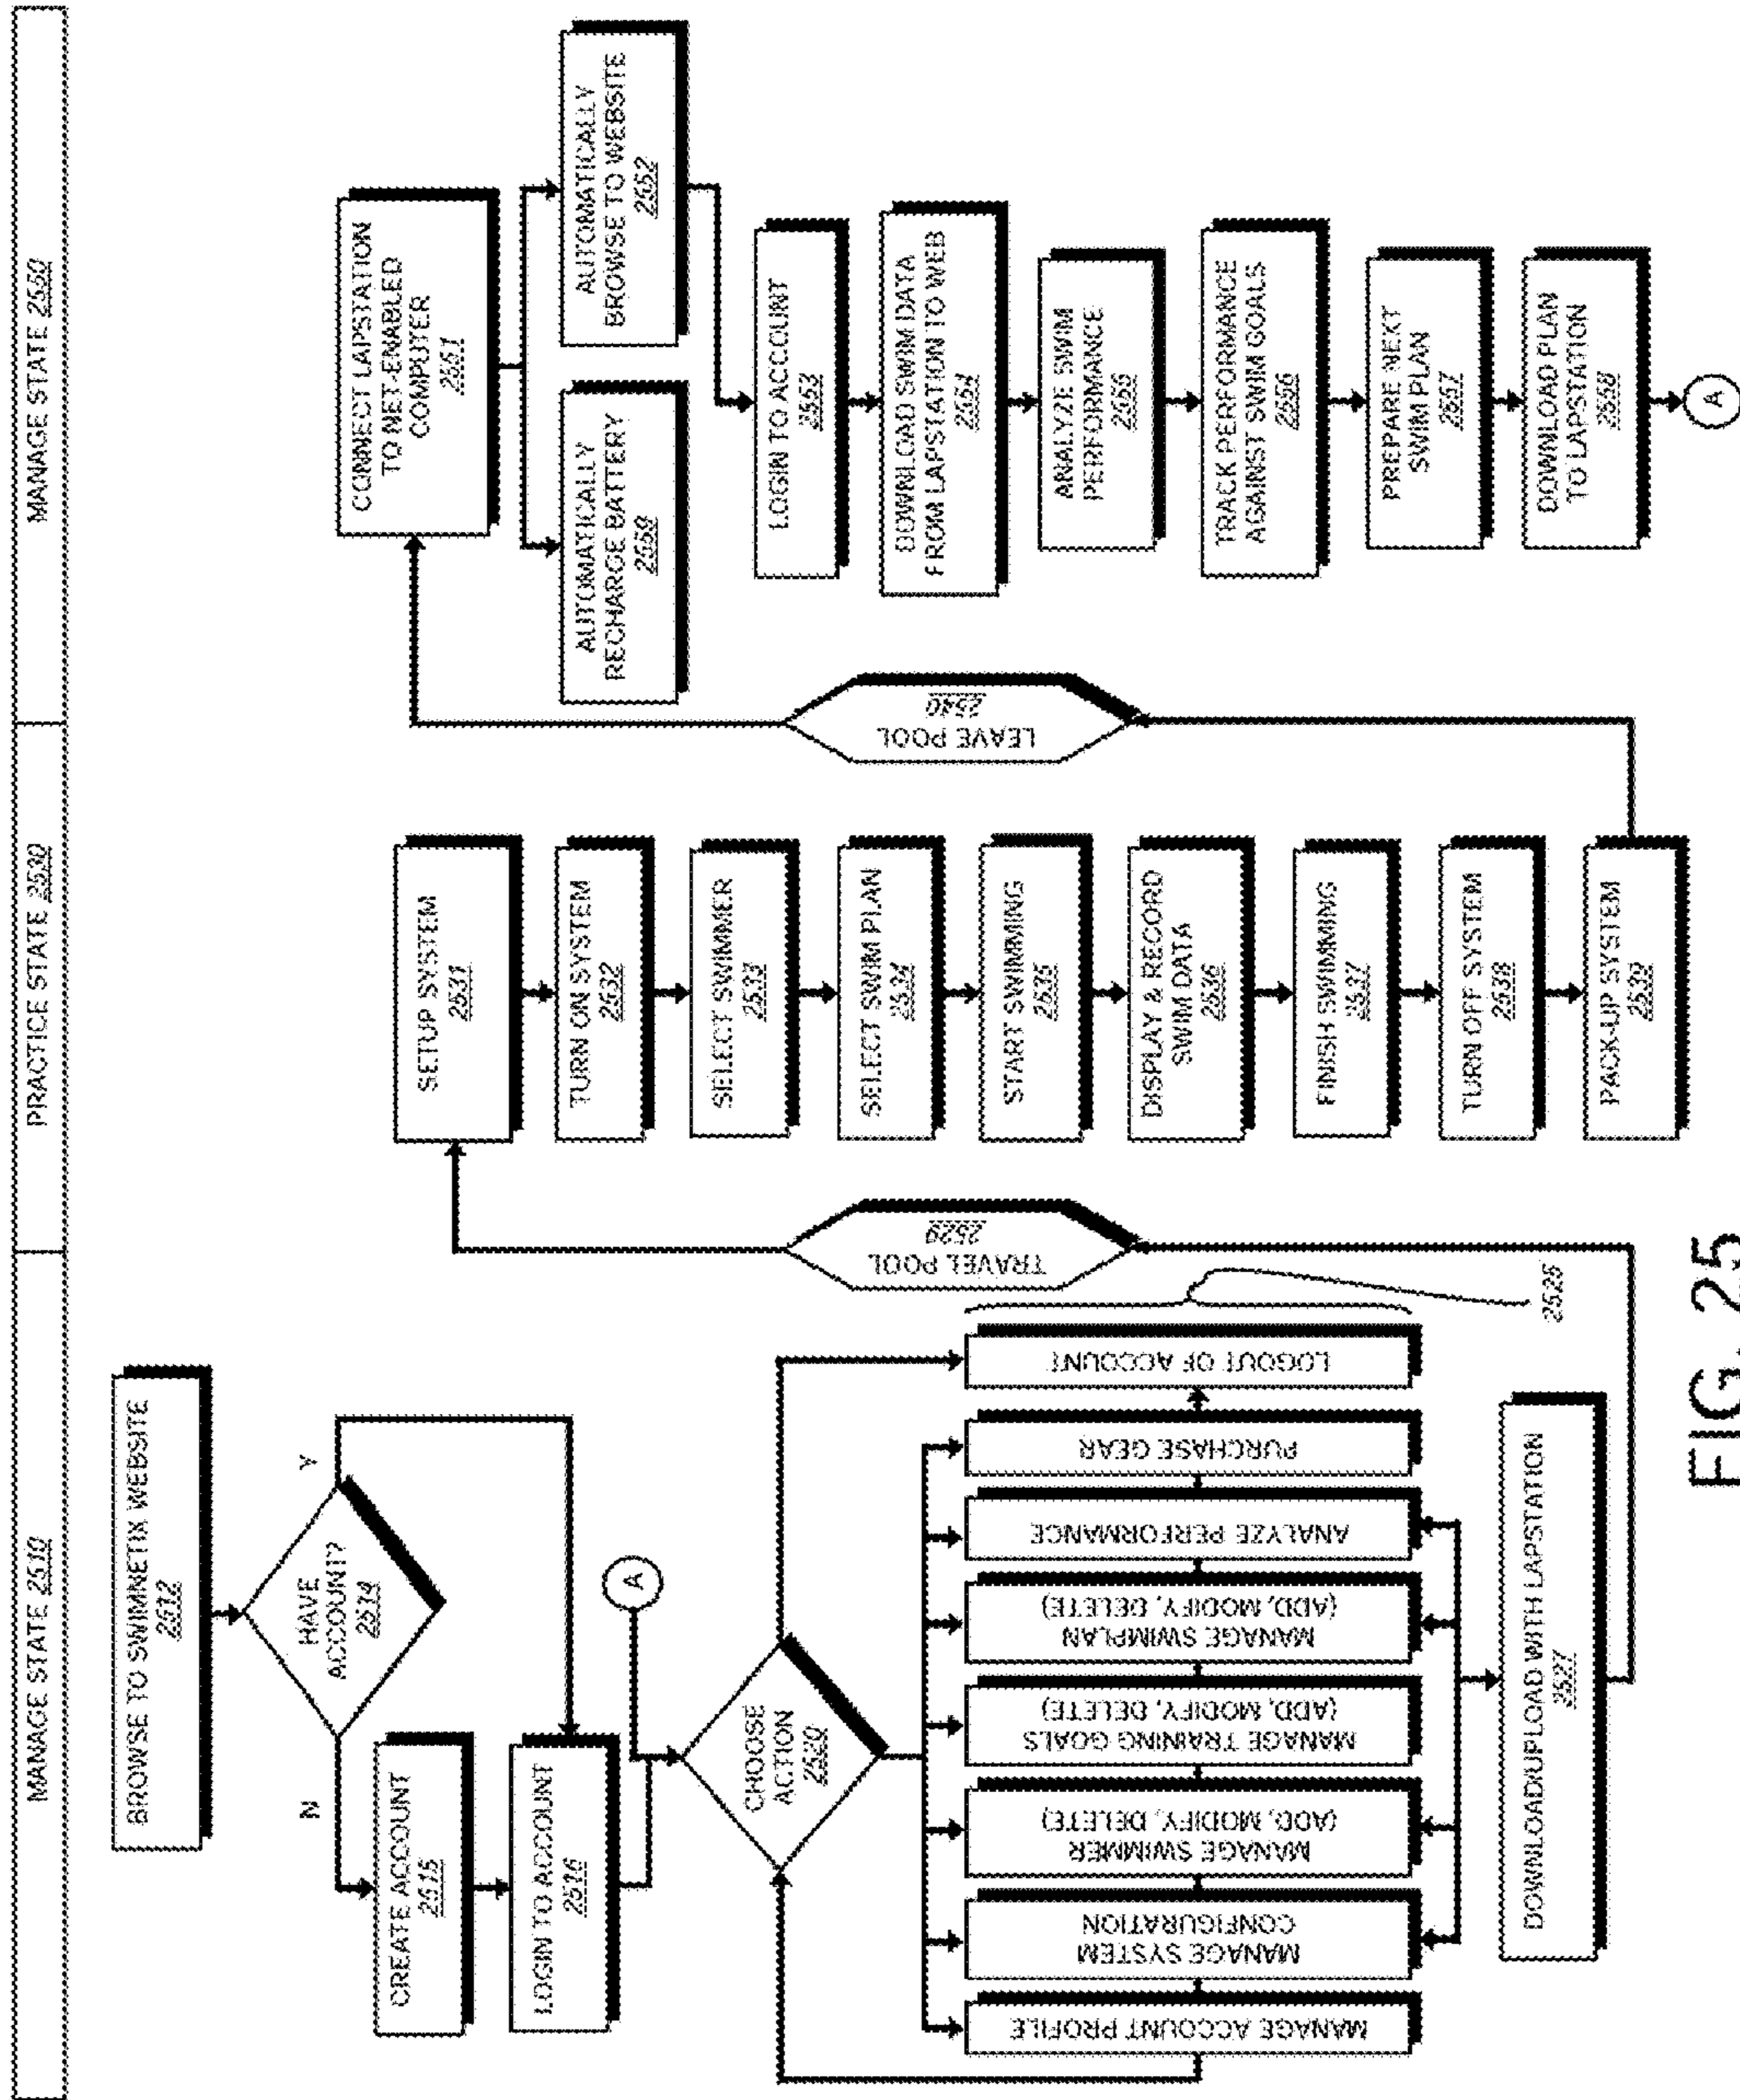 MANAGE STATE 2510
PRACTICE STATE 2530
MANAGE STATE 2550
BROWSE TO SWIMNETIX WEBSITE
2512
HAVE
ACCOUNT?
2514
N
Y
CREATE ACCOUNT
2515
LOGIN TO ACCOUNT
2516
A
CHOOSE
ACTION
2520
MANAGE ACCOUNT PROFILE
MANAGE SYSTEM
CONFIGURATION
MANAGE SWIMMER
(ADD, MODIFY, DELETE)
MANAGE TRAINING GOALS
(ADD, MODIFY, DELETE)
MANAGE SWIMPLAN
(ADD, MODIFY, DELETE)
ANALYZE PERFORMANCE
PURCHASE GEAR
LOGOUT OF ACCOUNT
2525
DOWNLOAD/UPLOAD WITH LAPSTATION
2527
TRAVEL POOL
2529
SETUP SYSTEM
2531
TURN ON SYSTEM
2532
SELECT SWIMMER
2533
SELECT SWIM PLAN
2534
START SWIMMING
2535
DISPLAY & RECORD
SWIM DATA
2536
FINISH SWIMMING
2537
TURN OFF SYSTEM
2538
PACK-UP SYSTEM
2539
LEAVE POOL
2540
CONNECT LAPSTATION
TO NET-ENABLED
COMPUTER
2551
AUTOMATICALLY
RECHARGE BATTERY
AUTOMATICALLY
BROWSE TO WEBSITE
2552
LOGIN TO ACCOUNT
2553
DOWNLOAD SWIM DATA
FROM LAPSTATION TO WEB
2554
ANALYZE SWIM
PERFORMANCE
2555
TRACK PERFORMANCE
AGAINST SWIM GOALS
2556
PREPARE NEXT
SWIM PLAN
2557
DOWNLOAD PLAN
TO LAPSTATION
2558
A
FIG. 25